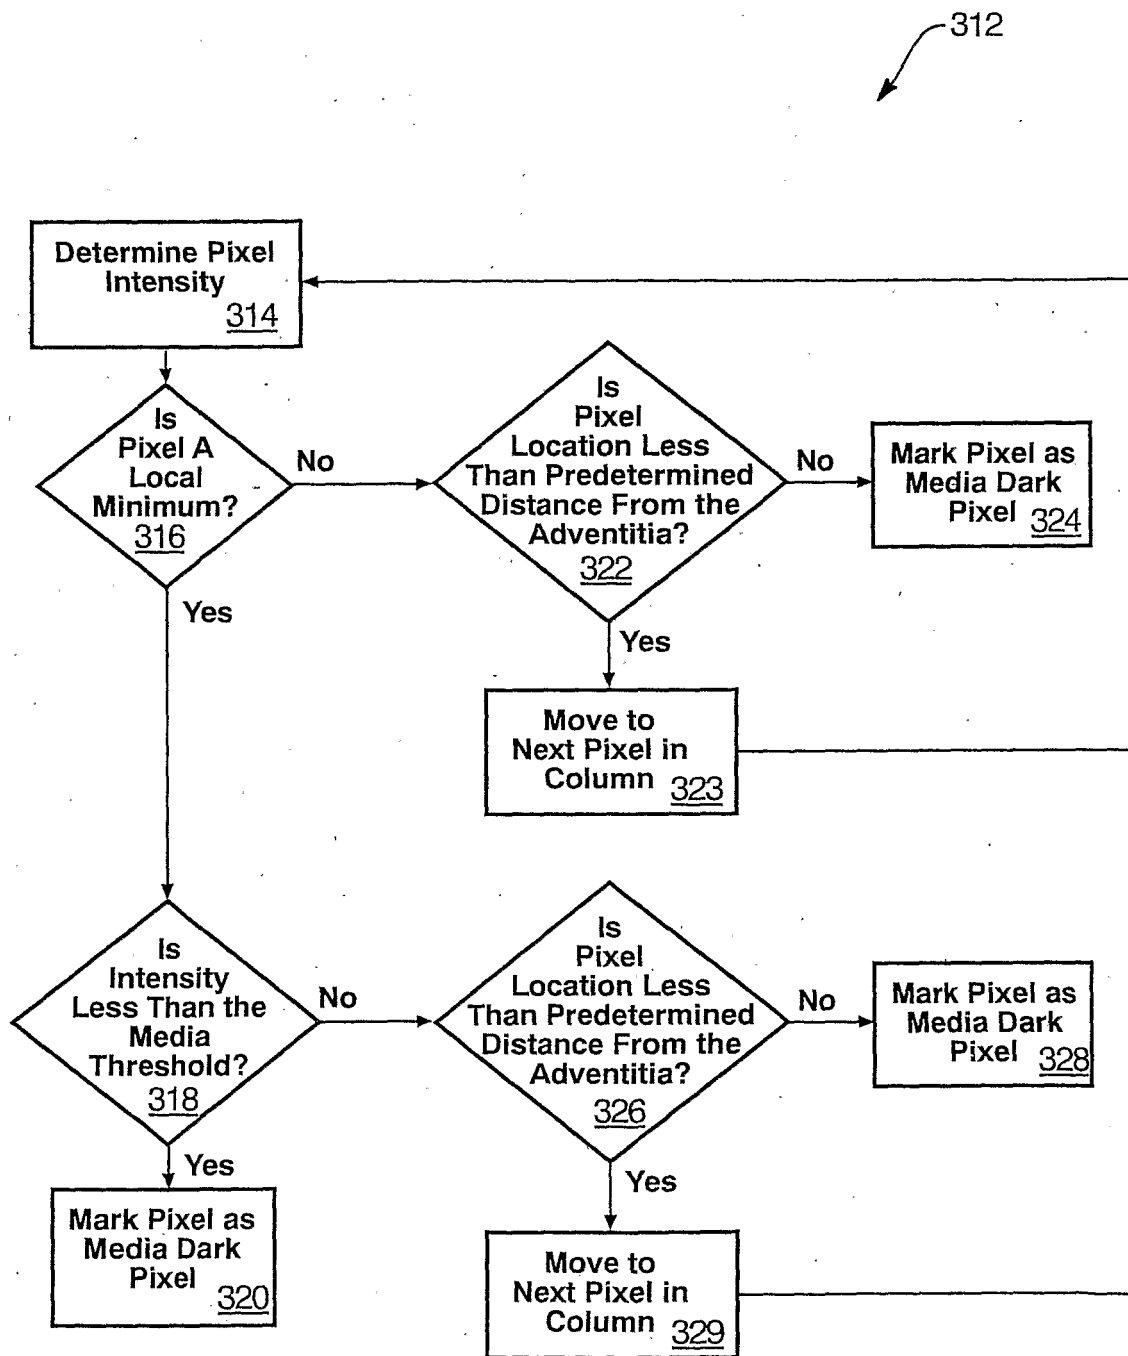 312
Determine Pixel
Intensity
314
Is
Pixel A
Local
Minimum?
316
No
Yes
Is
Pixel
Location Less
Than Predetermined
Distance From the
Adventitia?
322
No
Mark Pixel as
Media Dark
Pixel 324
Yes
Move to
Next Pixel in
Column 323
Is
Intensity
Less Than the
Media
Threshold?
318
No
Yes
Is
Pixel
Location Less
Than Predetermined
Distance From the
Adventitia?
326
No
Mark Pixel as
Media Dark
Pixel 328
Yes
Mark Pixel as
Media Dark
Pixel 320
Move to
Next Pixel in
Column 329